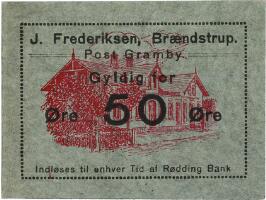 J. Frederiksen, Brændstrup.
Post Gramby
Gyldig for
Øre 50 Øre
Indløses til enhver Tid af Rødding Bank